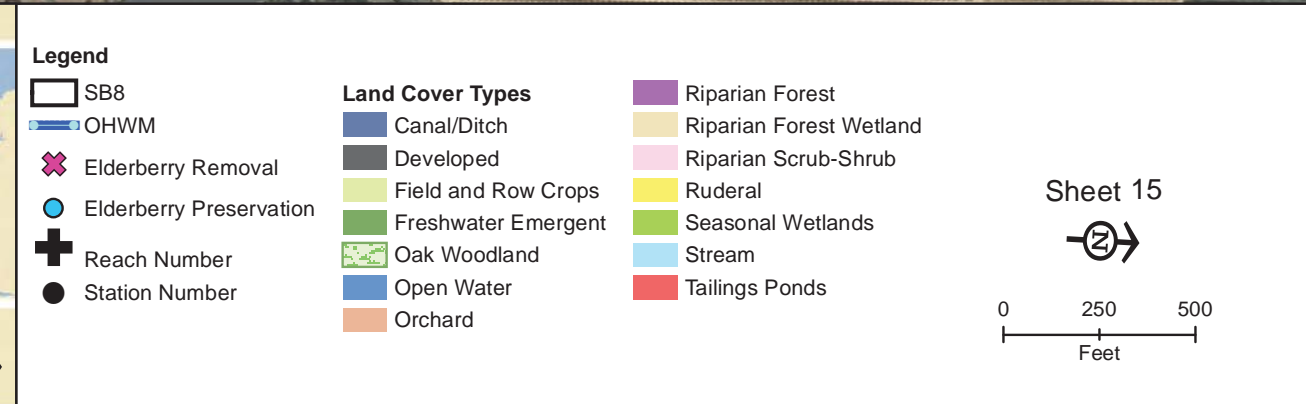 Legend
SB8
OHWM
Elderberry Removal
Elderberry Preservation
Reach Number
Station Number
Land Cover Types
Canal/Ditch
Developed
Field and Row Crops
Freshwater Emergent
Oak Woodland
Open Water
Orchard
Riparian Forest
Riparian Forest Wetland
Riparian Scrub-Shrub
Ruderal
Seasonal Wetlands
Stream
Tailings Ponds
Sheet 15
N
0 250 500
Feet